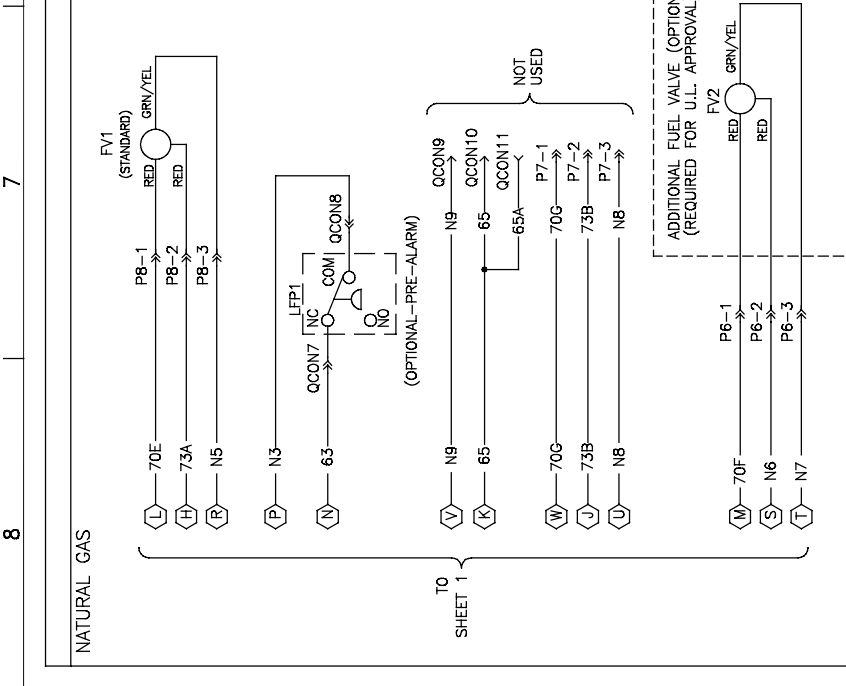 7
8
NATURAL GAS
TO
SHEET 1
FV1
(STANDARD)
RED
RED
GRN/YEL
P8-1
P8-2
P8-3
L
70E
H
73A
R
N5
P
N3
N
63
QCON7
LFP1
NC
COM
NO
QCON8
(OPTIONAL-PRE-ALARM)
NOT
USED
V
N9
N9
QCON9
K
65
65
QCON10
65A
QCON11
W
70G
70G
P7-1
J
73B
73B
P7-2
U
N8
N8
P7-3
ADDITIONAL FUEL VALVE (OPTION
(REQUIRED FOR U.L. APPROVAL
FV2
RED
RED
GRN/YEL
P6-1
P6-2
P6-3
M
70F
S
N6
T
N7